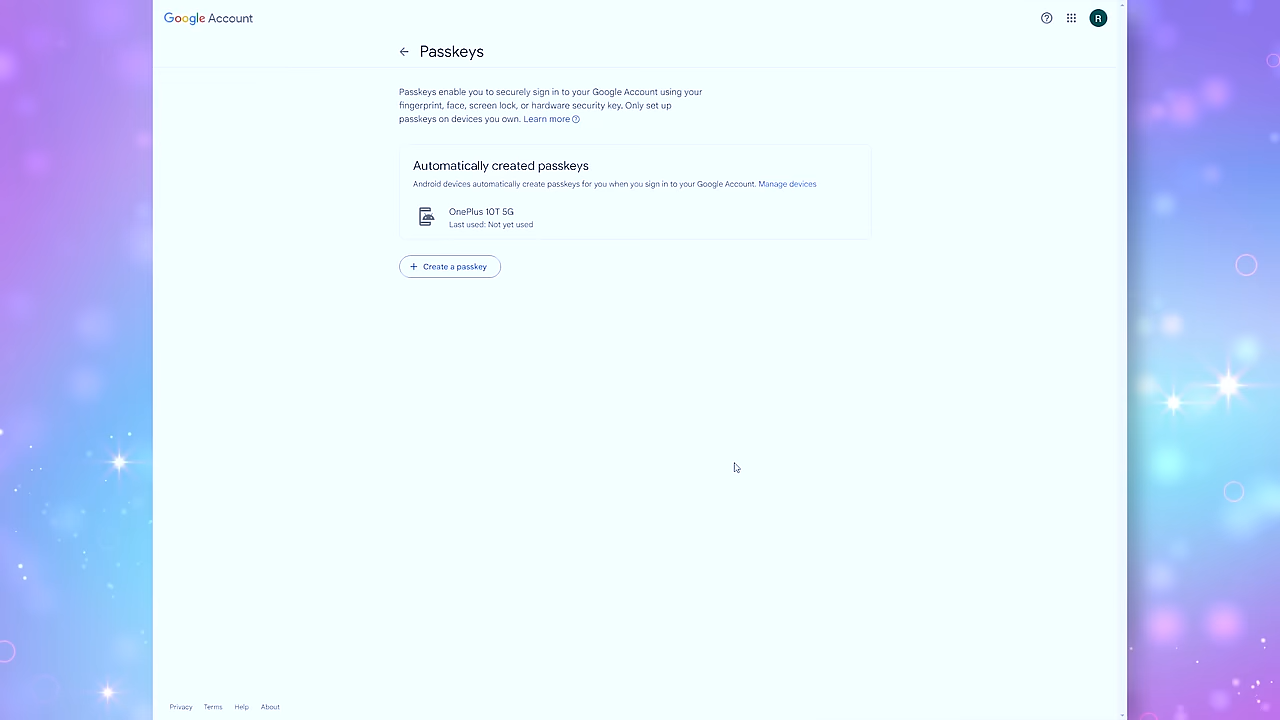 Google Account
R
Passkeys
Passkeys enable you to securely sign in to your Google Account using your
fingerprint, face, screen lock, or hardware security key. Only set up
passkeys on devices you own. Learn more
Automatically created passkeys
Android devices automatically create passkeys for you when you sign in to your Google Account. Manage devices
OnePlus 10T 5G
Last used: Not yet used
+ Create a passkey
Privacy Terms Help About